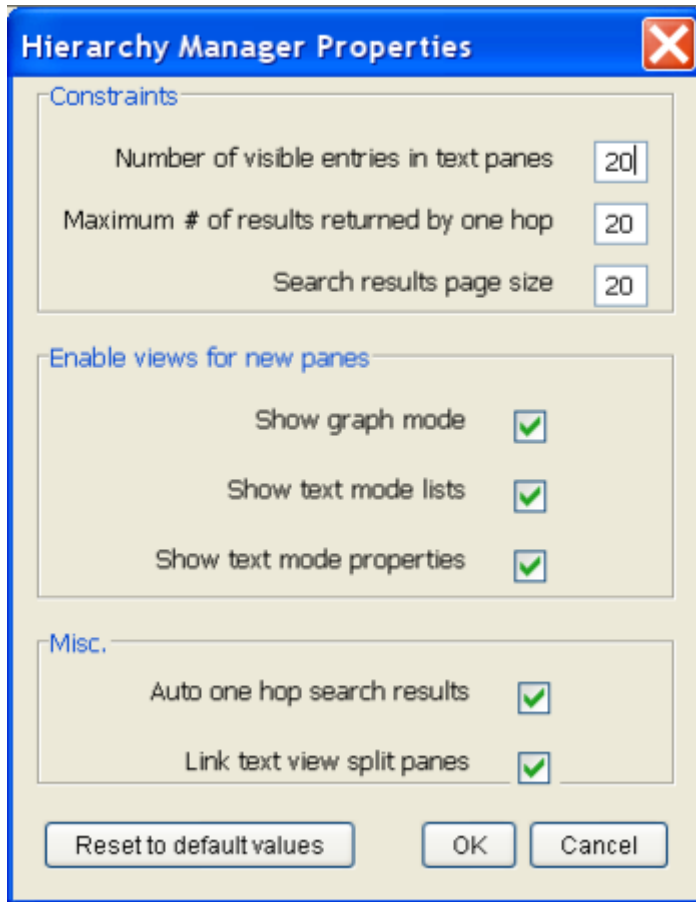 Hierarchy Manager Properties
Constraints
Number of visible entries in text panes 20
Maximum # of results returned by one hop 20
Search results page size 20
Enable views for new panes
Show graph mode
Show text mode lists
Show text mode properties
Misc.
Auto one hop search results
Link text view split panes
Reset to default values OK Cancel